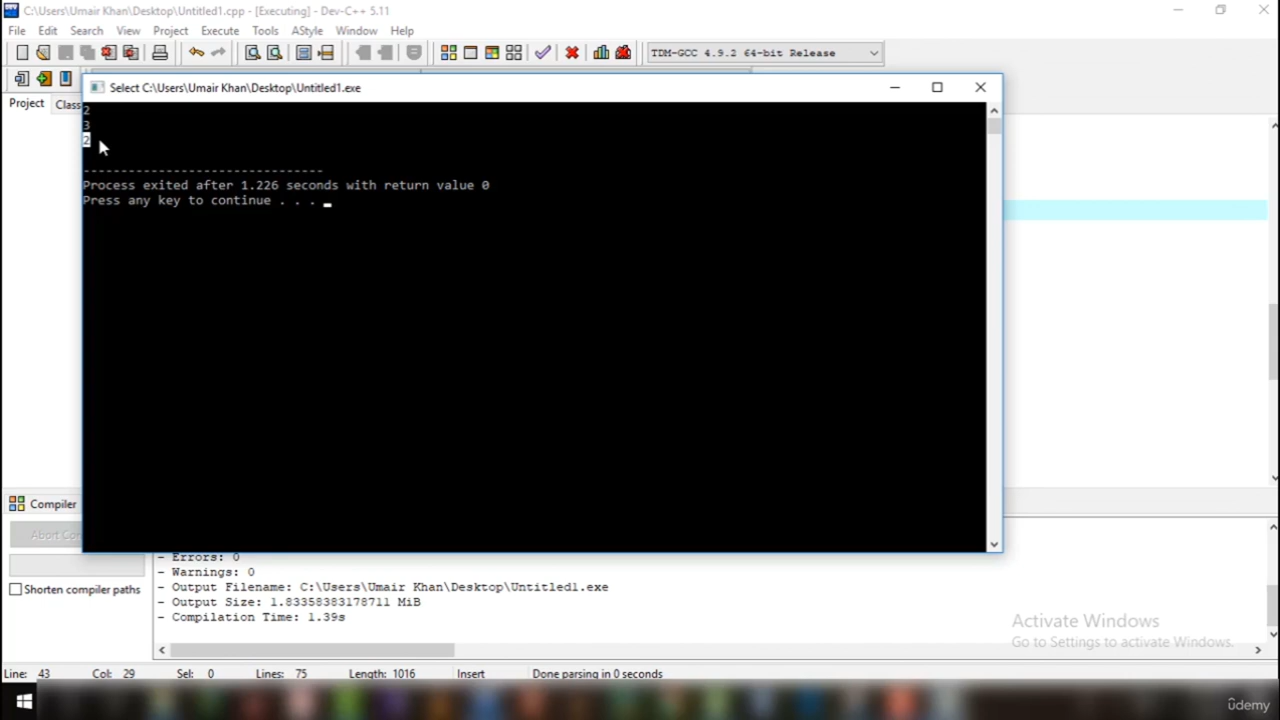 C:\Users\Umair Khan\Desktop\Untitled1.cpp - [Executing] - Dev-C++ 5.11
File Edit Search View Project Execute Tools AStyle Window Help
TDM-GCC 4.9.2 64-bit Release
Project Class
Select C:\Users\Umair Khan\Desktop\Untitled1.exe
2
3
2
--------------------------------
Process exited after 1.226 seconds with return value 0
Press any key to continue . . .
Compiler
- Errors: 0
- Warnings: 0
- Output Filename: C:\Users\Umair Khan\Desktop\Untitled1.exe
Shorten compiler paths
- Output Size: 1.83358383178711 MiB
- Compilation Time: 1.39s
Activate Windows
Go to Settings to activate Windows.
Line: 43 Col: 29 Sel: 0 Lines: 75 Length: 1016 Insert Done parsing in 0 seconds
ûdemy